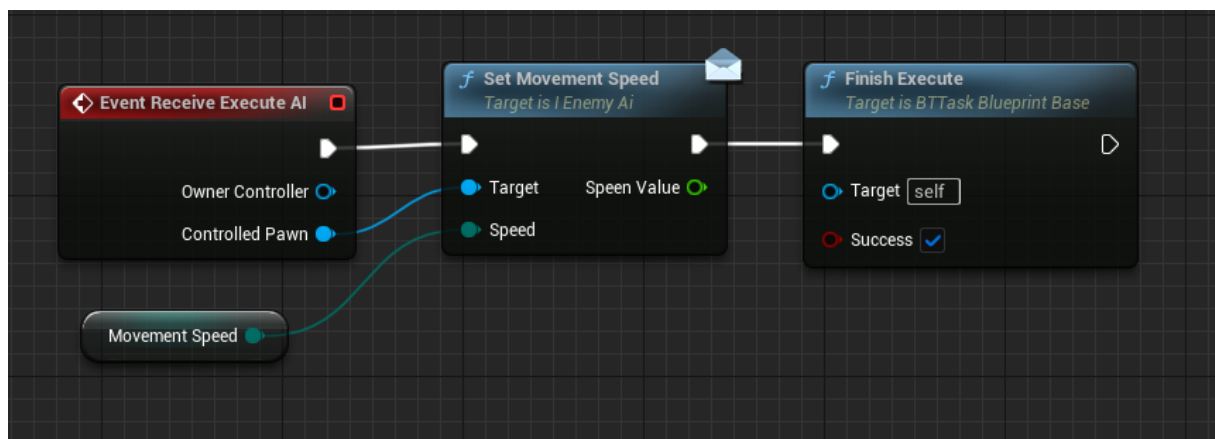 Event Receive Execute AI
Owner Controller
Controlled Pawn
Movement Speed
f Set Movement Speed
Target is I Enemy Ai
Target
Speen Value
Speed
f Finish Execute
Target is BTTask Blueprint Base
Target self
Success